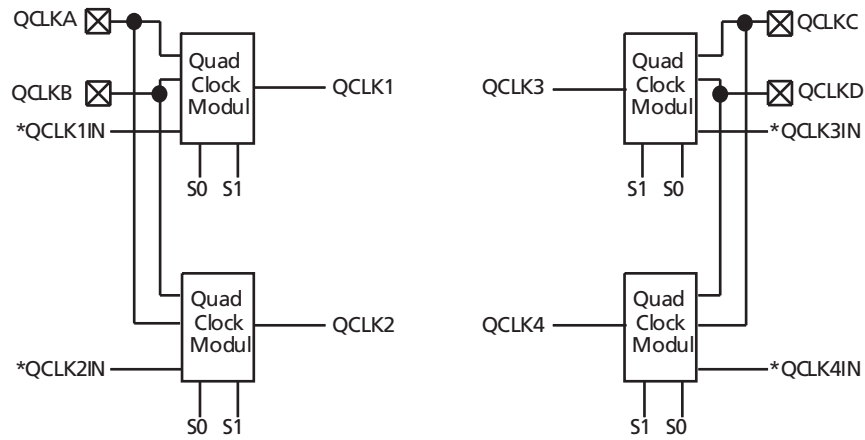 QCLKA
QCLKB
*QCLK1IN
Quad
Clock
Modul
QCLK1
S0 S1
QCLK3
Quad
Clock
Modul
QCLKC
QCLKD
*QCLK3IN
S1 S0
*QCLK2IN
Quad
Clock
Modul
QCLK2
S0 S1
QCLK4
Quad
Clock
Modul
*QCLK4IN
S1 S0